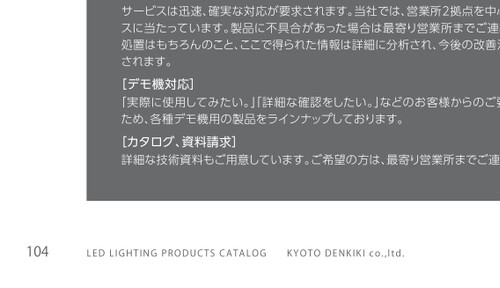 サービスは迅速、確実な対応が要求されます。当社では、営業所2拠点を中
スに当たっています。製品に不具合があった場合は最寄り営業所までご連
処置はもちろんのこと、ここで得られた情報は詳細に分析され、今後の改善
されます。
[デモ機対応]
「実際に使用してみたい。」「詳細な確認をしたい。」などのお客様からのご要
ため、各種デモ機用の製品をラインナップしております。
[カタログ、資料請求]
詳細な技術資料もご用意しています。ご希望の方は、最寄り営業所までご連
104 LED LIGHTING PRODUCTS CATALOG KYOTO DENKIKI co.,ltd.